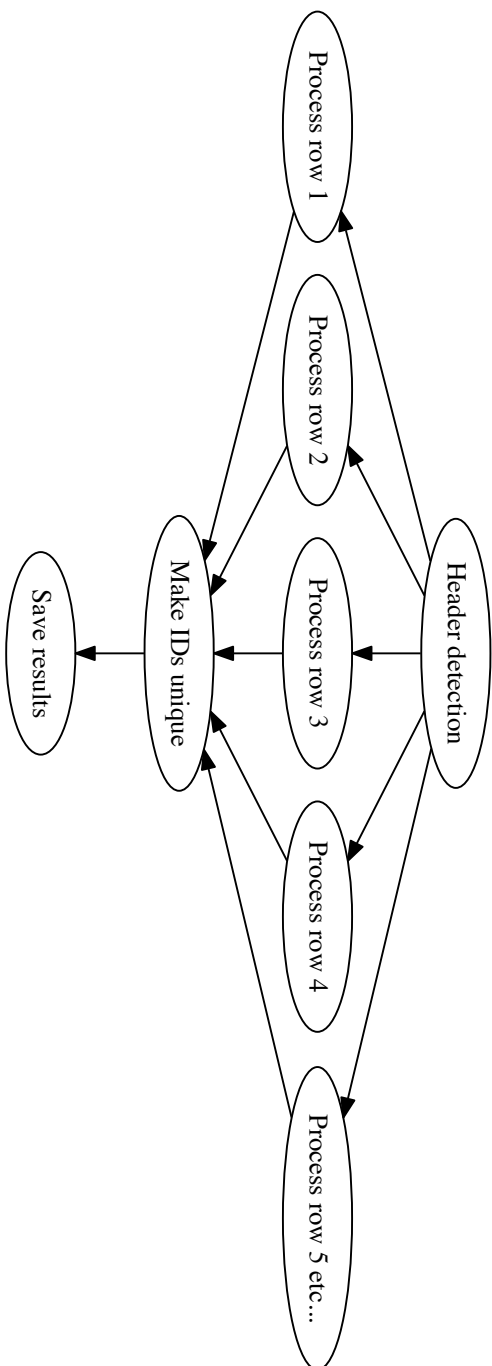 Header detection
Process row 1
Process row 2
Process row 3
Process row 4
Process row 5 etc...
Make IDs unique
Save results